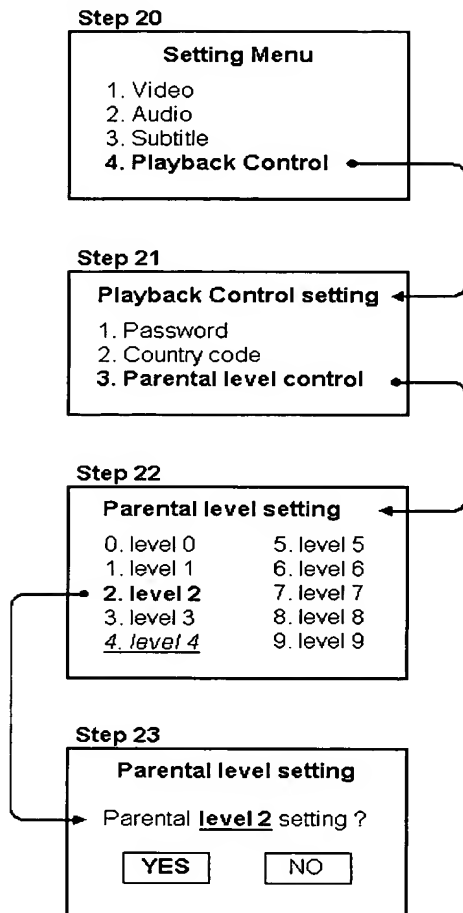 Step 20
Setting Menu
1. Video
2. Audio
3. Subtitle
4. Playback Control
Step 21
Playback Control setting
1. Password
2. Country code
3. Parental level control
Step 22
Parental level setting
0. level 0 5. level 5
1. level 1 6. level 6
2. level 2 7. level 7
3. level 3 8. level 8
4. level 4 9. level 9
Step 23
Parental level setting
Parental level 2 setting ?
YES NO